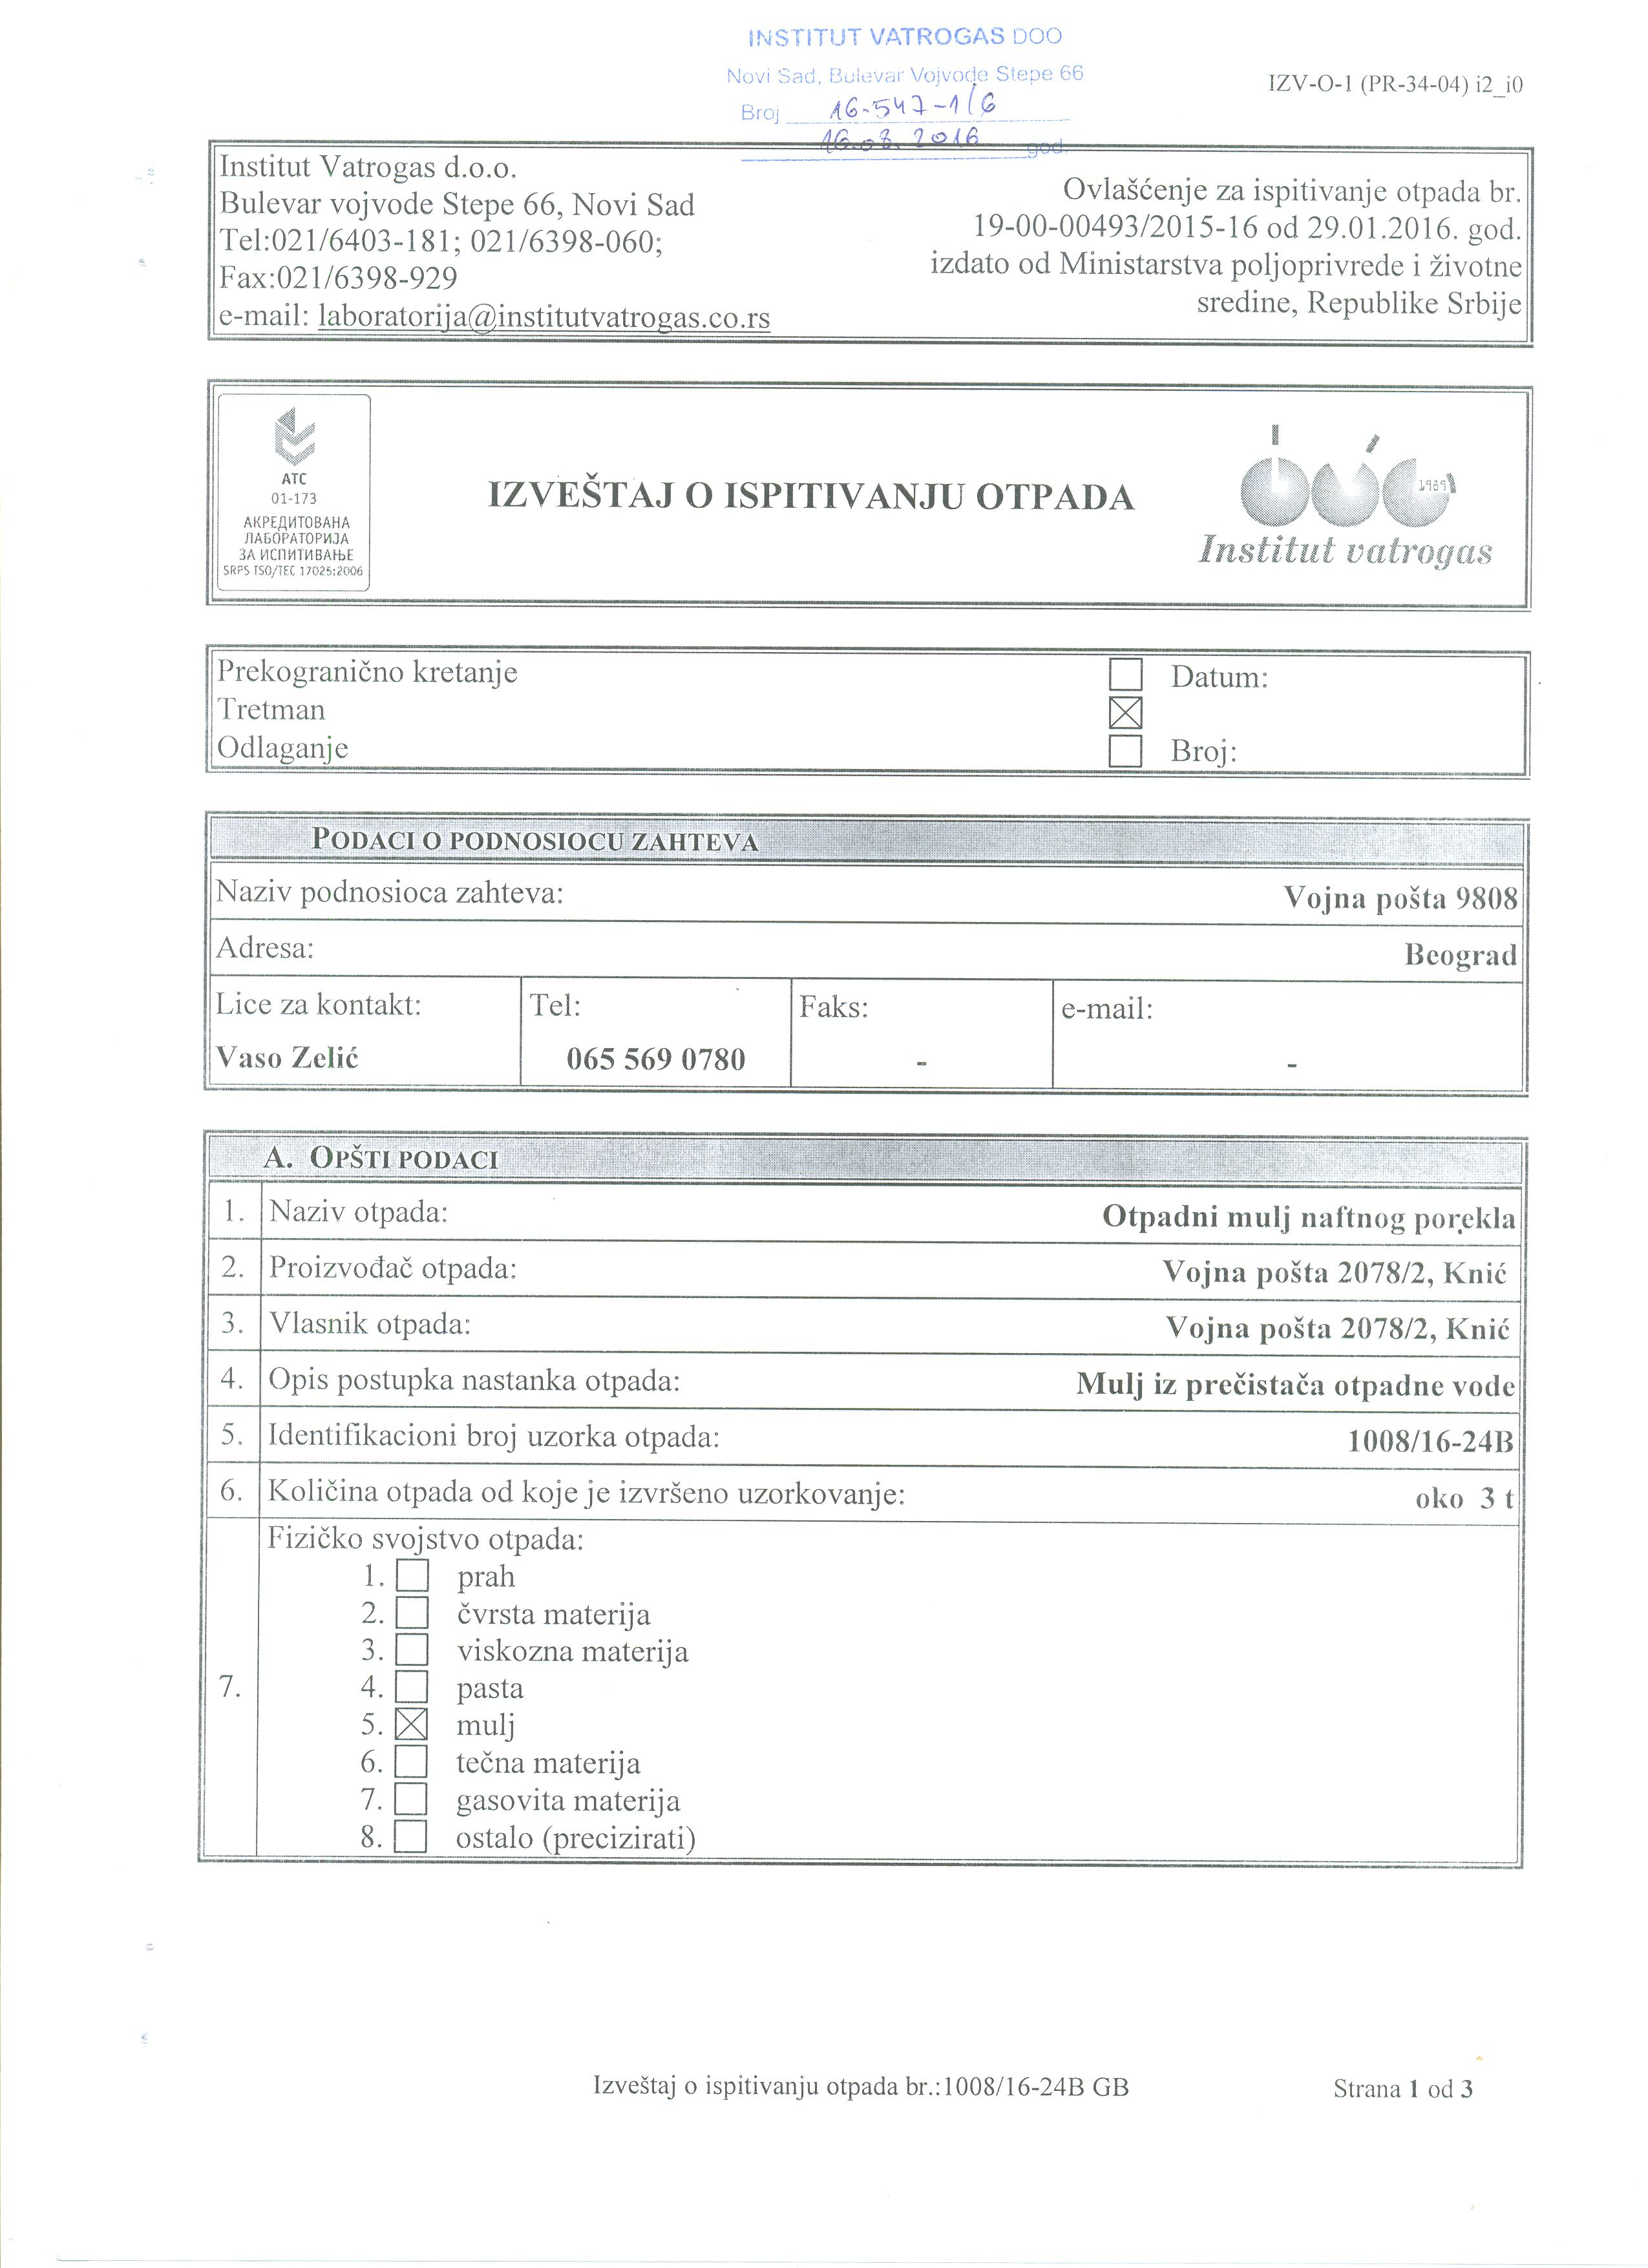 INSTITUT VATROGAS DOO
Novi Sad, Bulevar Vojvode Stepe 66
Broj 16-547-1/6
16.08.2016 god.
IZV-O-1 (PR-34-04) i2_i0
Institut Vatrogas d.o.o.
Bulevar vojvode Stepe 66, Novi Sad
Tel:021/6403-181; 021/6398-060;
Fax:021/6398-929
e-mail: laboratorija@institutvatrogas.co.rs
Ovlašćenje za ispitivanje otpada br.
19-00-00493/2015-16 od 29.01.2016. god.
izdato od Ministarstva poljoprivrede i životne
sredine, Republike Srbije
АТС
01-173
АКРЕДИТОВАНА
ЛАБОРАТОРИЈА
ЗА ИСПИТИВАЊЕ
SRPS ISO/IEC 17025:2006
IZVEŠTAJ O ISPITIVANJU OTPADA
1989
Institut vatrogas
Prekogranično kretanje
Datum:
Tretman
Odlaganje
Broj:
PODACI O PODNOSIOCU ZAHTEVA
Naziv podnosioca zahteva: Vojna pošta 9808
Adresa: Beograd
Lice za kontakt: Tel: Faks: e-mail:
Vaso Zelić 065 569 0780 - -
A. OPŠTI PODACI
1. Naziv otpada: Otpadni mulj naftnog porekla
2. Proizvođač otpada: Vojna pošta 2078/2, Knić
3. Vlasnik otpada: Vojna pošta 2078/2, Knić
4. Opis postupka nastanka otpada: Mulj iz prečistača otpadne vode
5. Identifikacioni broj uzorka otpada: 1008/16-24B
6. Količina otpada od koje je izvršeno uzorkovanje: oko 3 t
7. Fizičko svojstvo otpada:
1. prah
2. čvrsta materija
3. viskozna materija
4. pasta
5. mulj
6. tečna materija
7. gasovita materija
8. ostalo (precizirati)
Izveštaj o ispitivanju otpada br.:1008/16-24B GB
Strana 1 od 3